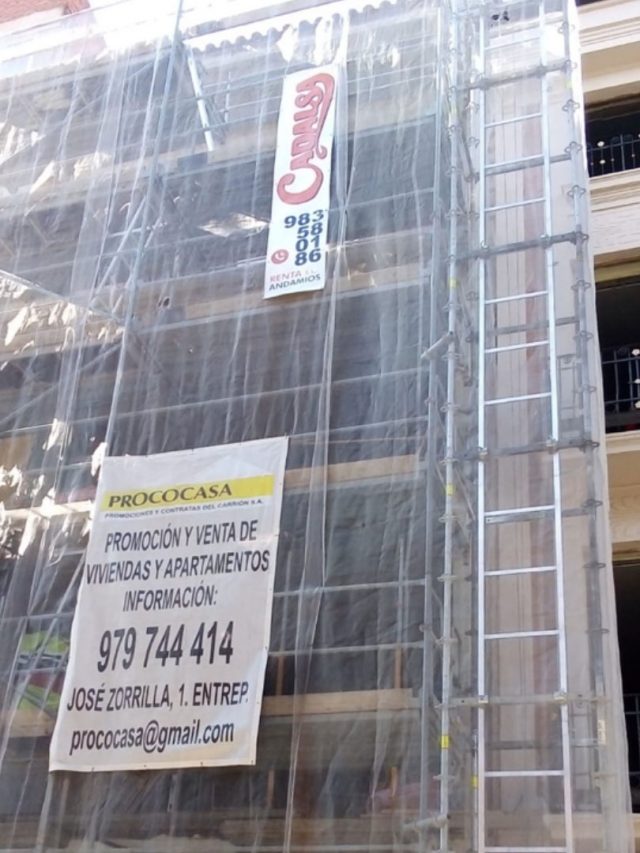 CADALSA
983
58
01
86
RENTA
ANDAMIOS
PROCOCASA
PROMOCIONES Y CONTRATAS DEL CARRIÓN S.A.
PROMOCIÓN Y VENTA DE
VIVIENDAS Y APARTAMENTOS
INFORMACIÓN:
979 744 414
JOSÉ ZORRILLA, 1. ENTREP.
prococasa@gmail.com